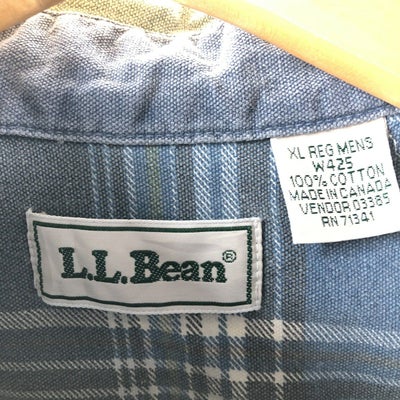 XL REG MENS
W425
100% COTTON
MADE IN CANADA
VENDOR 03385
RN 71341
L.L.Bean®